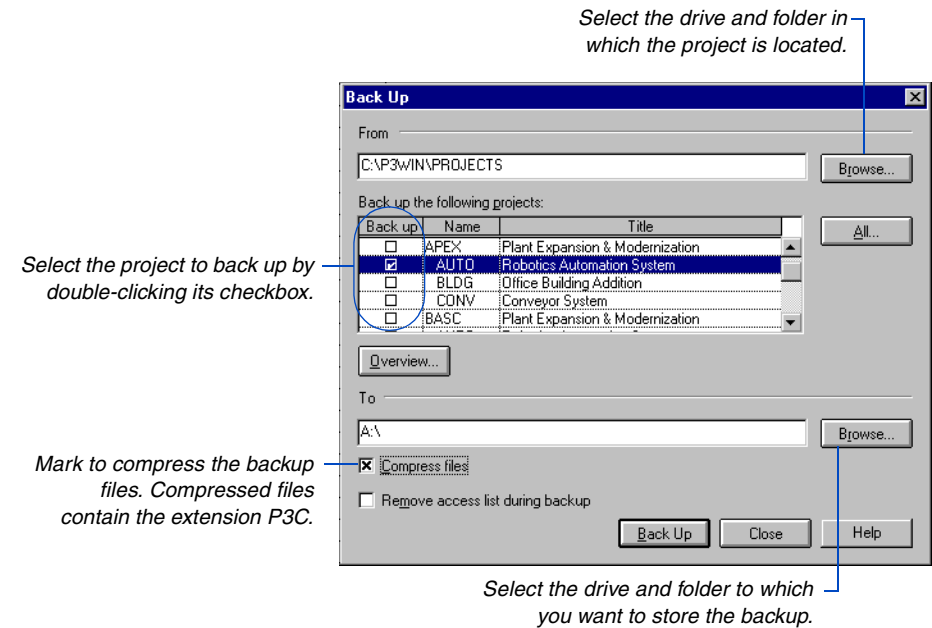 Select the drive and folder in
which the project is located.
Back Up
From
C:\P3WIN\PROJECTS
Browse...
Back up the following projects:
Back up Name Title
All...
APEX Plant Expansion & Modernization
AUTO Robotics Automation System
BLDG Office Building Addition
CONV Conveyor System
BASC Plant Expansion & Modernization
Select the project to back up by
double-clicking its checkbox.
Overview...
To
A:\
Browse...
Mark to compress the backup
files. Compressed files
contain the extension P3C.
Compress files
Remove access list during backup
Back Up Close Help
Select the drive and folder to which
you want to store the backup.